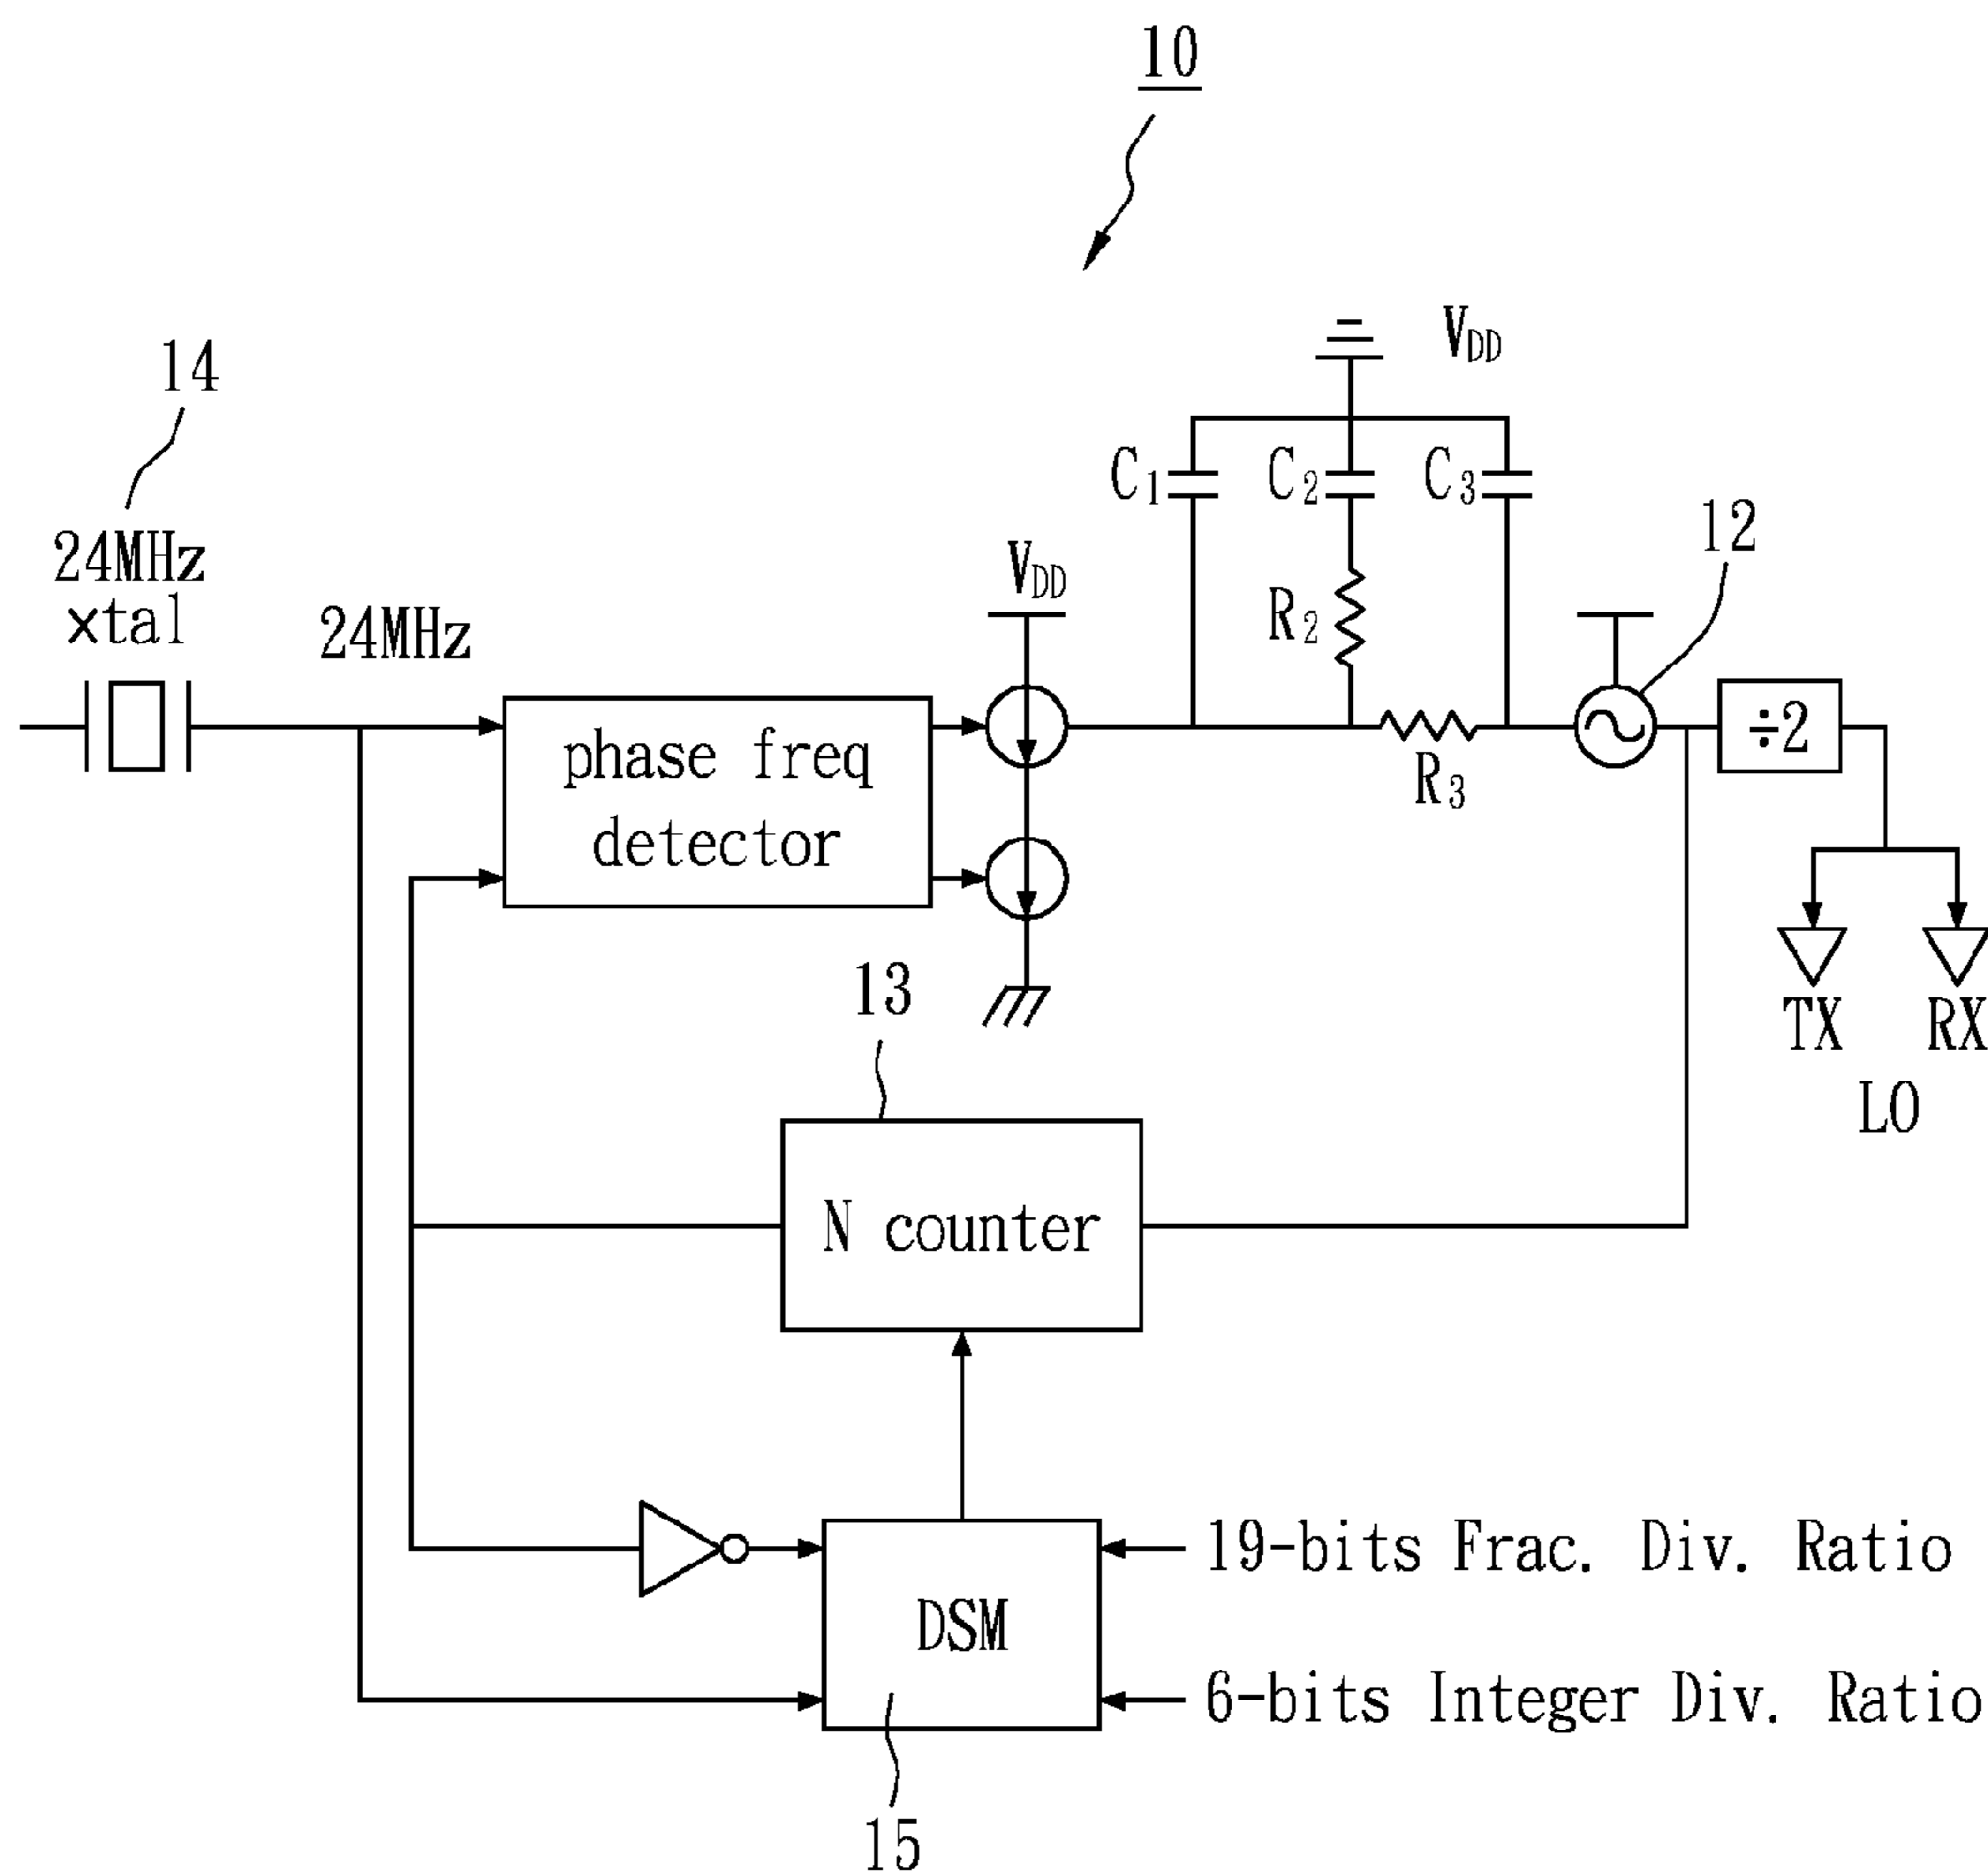 10
14
24MHz
xtal
24MHz
VDD
C1
C2
C3
VDD
R2
12
R3
÷2
phase freq
detector
TX
RX
LO
13
N counter
DSM
19-bits Frac. Div. Ratio
6-bits Integer Div. Ratio
15